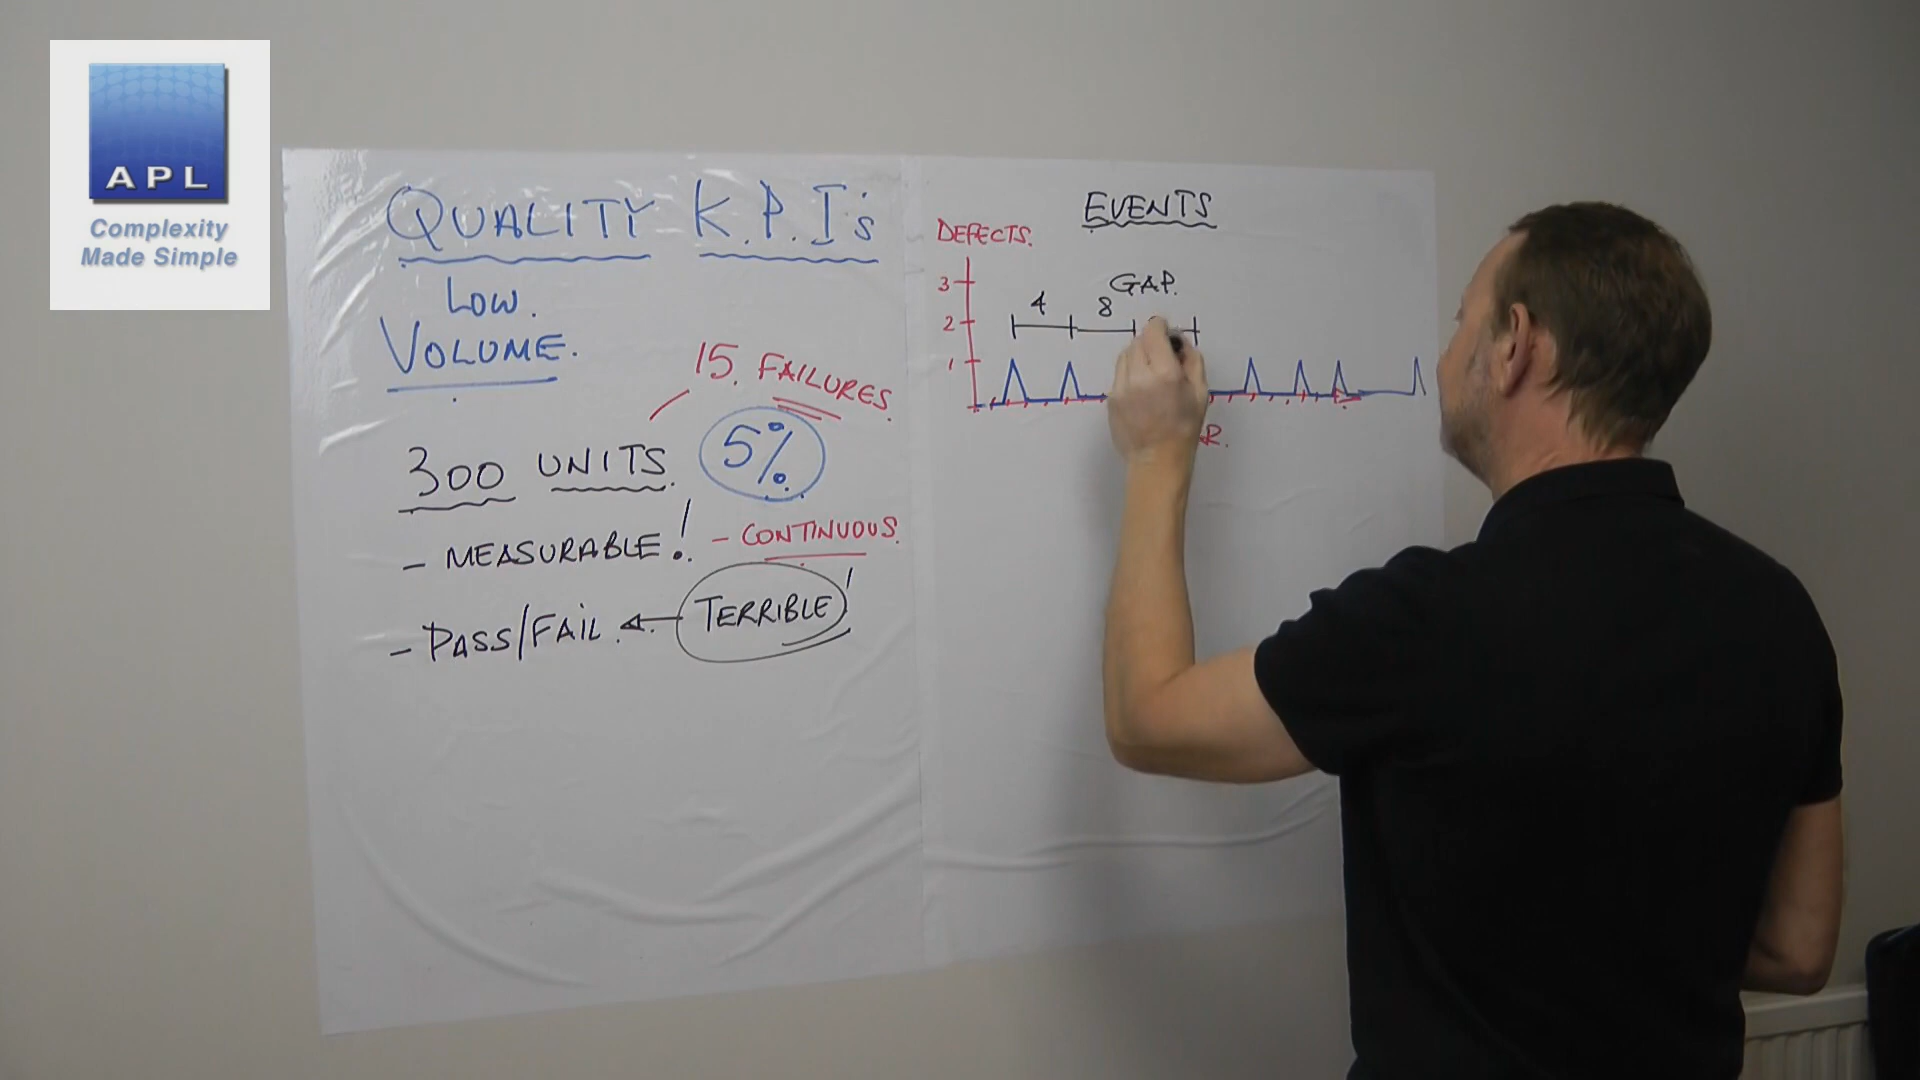 APL
Complexity
Made Simple
QUALITY K.P.I's
LOW.
VOLUME.
15. FAILURES.
300 UNITS.
5%
- MEASURABLE! - CONTINUOUS.
- PASS/FAIL. TERRIBLE!
EVENTS
DEFECTS.
GAP.
4 8
3
2
1
R.